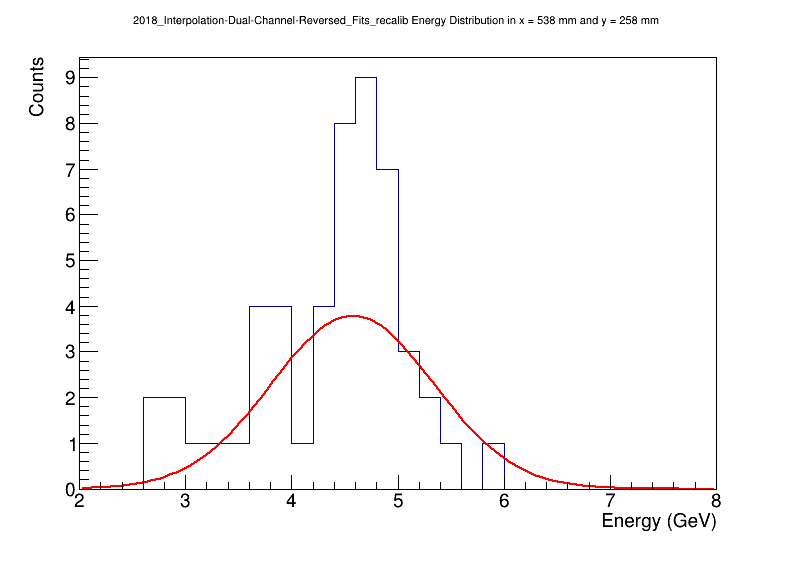 2018_Interpolation-Dual-Channel-Reversed_Fits_recalib Energy Distribution in x = 538 mm and y = 258 mm
Counts
9
8
7
6
5
4
3
2
1
0
2 3 4 5 6 7 8
Energy (GeV)